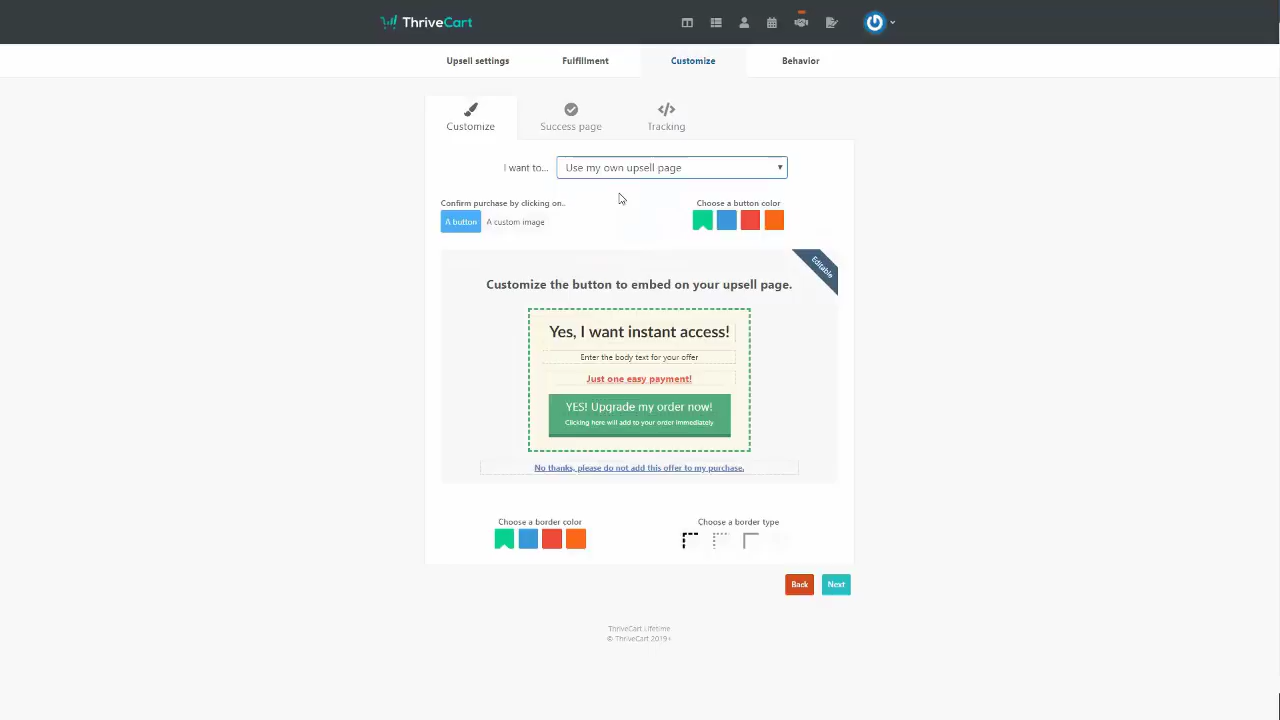 ThriveCart
Upsell settings
Fulfillment
Customize
Behavior
Customize
Success page
Tracking
I want to...
Use my own upsell page
Confirm purchase by clicking on..
Choose a button color
A button
A custom image
Editable
Customize the button to embed on your upsell page.
Yes, I want instant access!
Enter the body text for your offer
Just one easy payment!
YES! Upgrade my order now!
Clicking here will add to your order immediately
No thanks, please do not add this offer to my purchase.
Choose a border color
Choose a border type
Back
Next
ThriveCart Lifetime
© ThriveCart 2019+